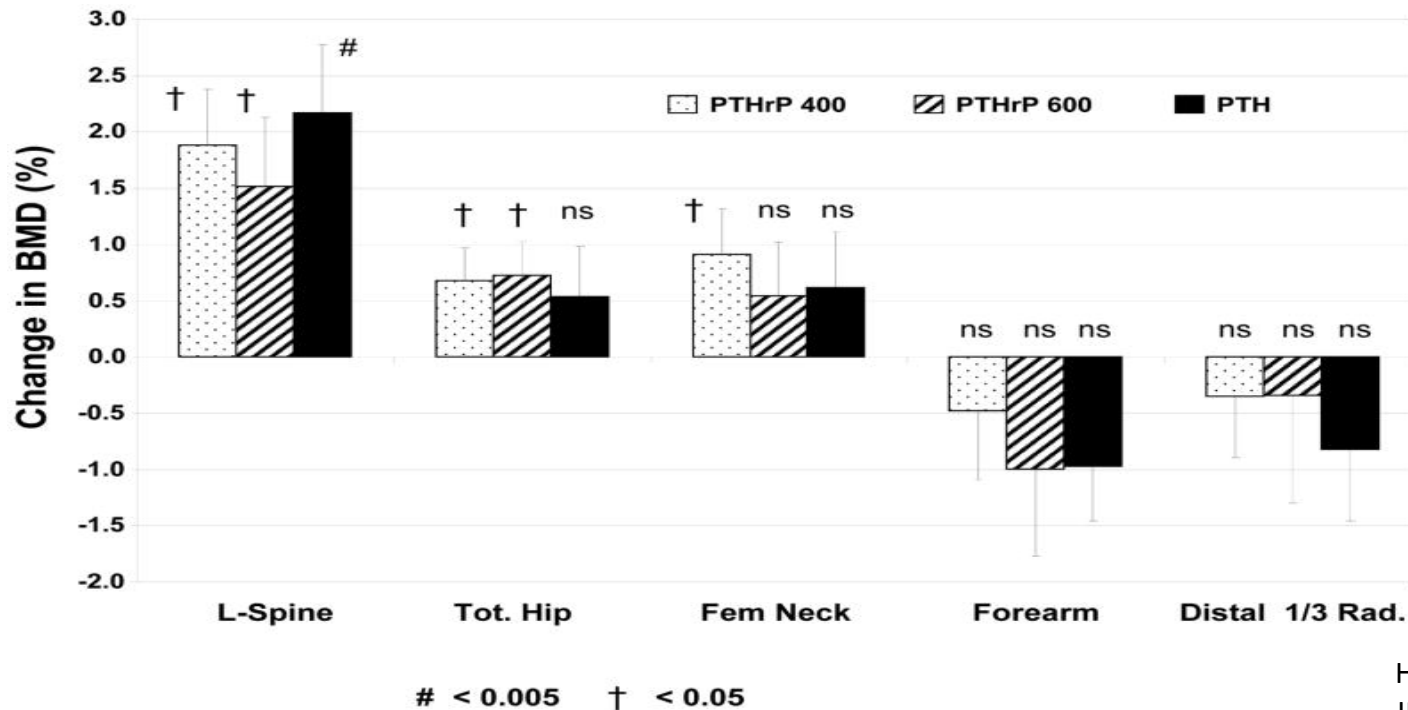 3.0
2.5
2.0
1.5
1.0
0.5
0.0
-0.5
-1.0
-1.5
-2.0
Change in BMD (%)
PTHrP 400 PTHrP 600 PTH
† † #
† † ns
† ns ns
ns ns ns
ns ns ns
L-Spine Tot. Hip Fem Neck Forearm Distal 1/3 Rad.
# < 0.005 † < 0.05